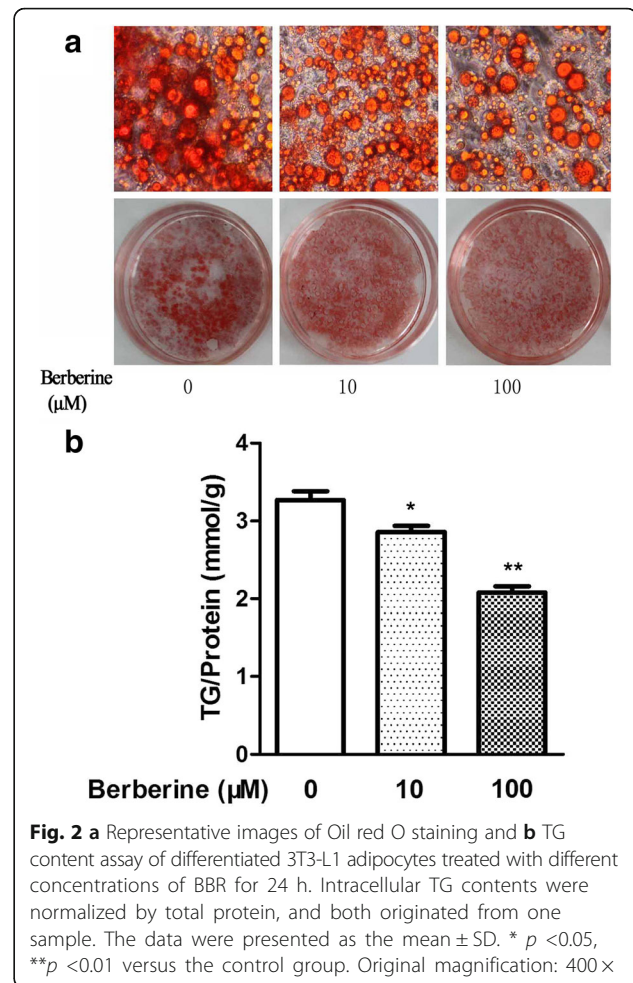 a
Berberine
(μM)
0 10 100
b
TG/Protein (mmol/g)
4
3
2
1
0
*
**
Berberine (μM) 0 10 100
Fig. 2 a Representative images of Oil red O staining and b TG
content assay of differentiated 3T3-L1 adipocytes treated with different
concentrations of BBR for 24 h. Intracellular TG contents were
normalized by total protein, and both originated from one
sample. The data were presented as the mean ± SD. * p <0.05,
**p <0.01 versus the control group. Original magnification: 400×